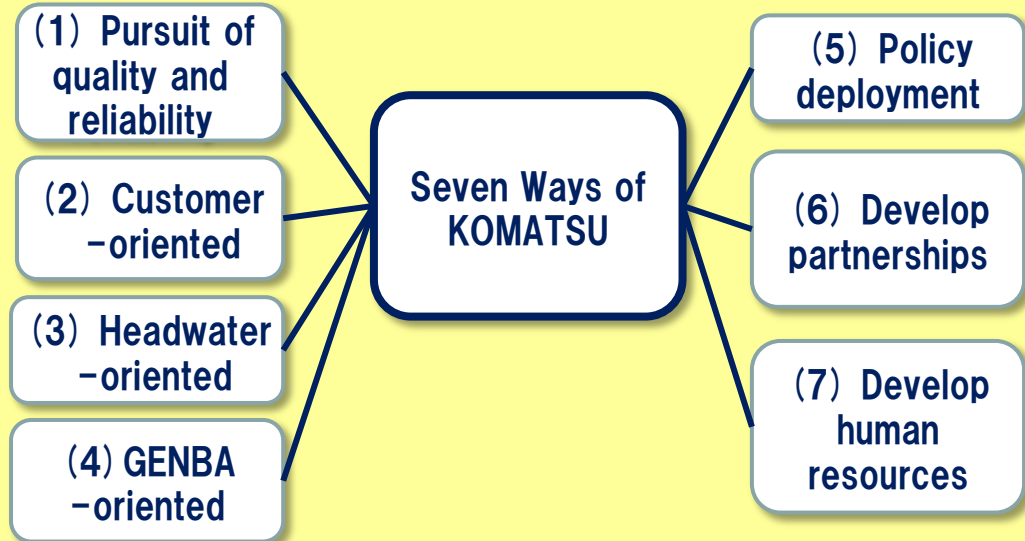 (1) Pursuit of
quality and
reliability
(2) Customer
-oriented
(3) Headwater
-oriented
(4) GENBA
-oriented
Seven Ways of
KOMATSU
(5) Policy
deployment
(6) Develop
partnerships
(7) Develop
human
resources